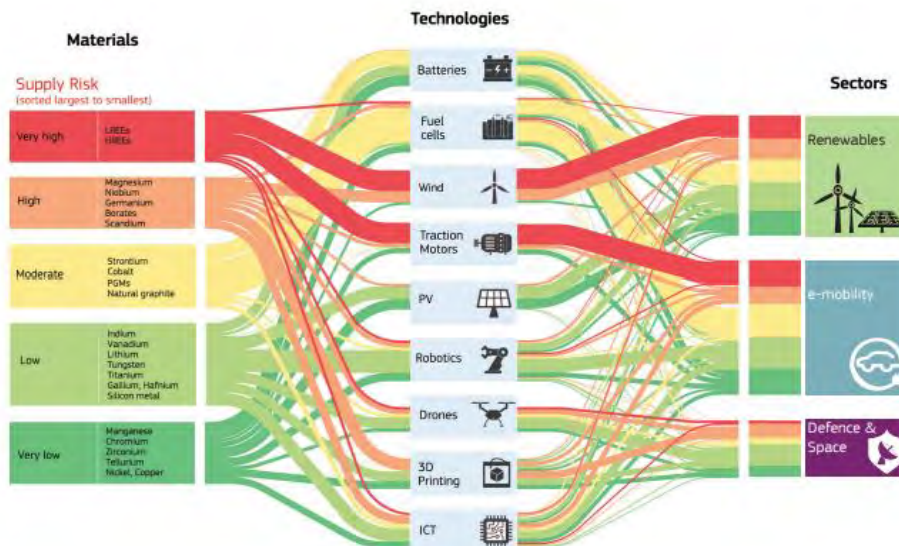 Technologies
Materials
Supply Risk
(sorted largest to smallest)
Very high
LREEs
HREEs
High
Magnesium
Niobium
Germanium
Borates
Scandium
Moderate
Strontium
Cobalt
PGMs
Natural graphite
Low
Indium
Vanadium
Lithium
Tungsten
Titanium
Gallium, Hafnium
Silicon metal
Very low
Manganese
Chromium
Zirconium
Tellurium
Nickel, Copper
Batteries
Fuel
cells
Wind
Traction
Motors
PV
Robotics
Drones
3D
Printing
ICT
Sectors
Renewables
e-mobility
Defence &
Space